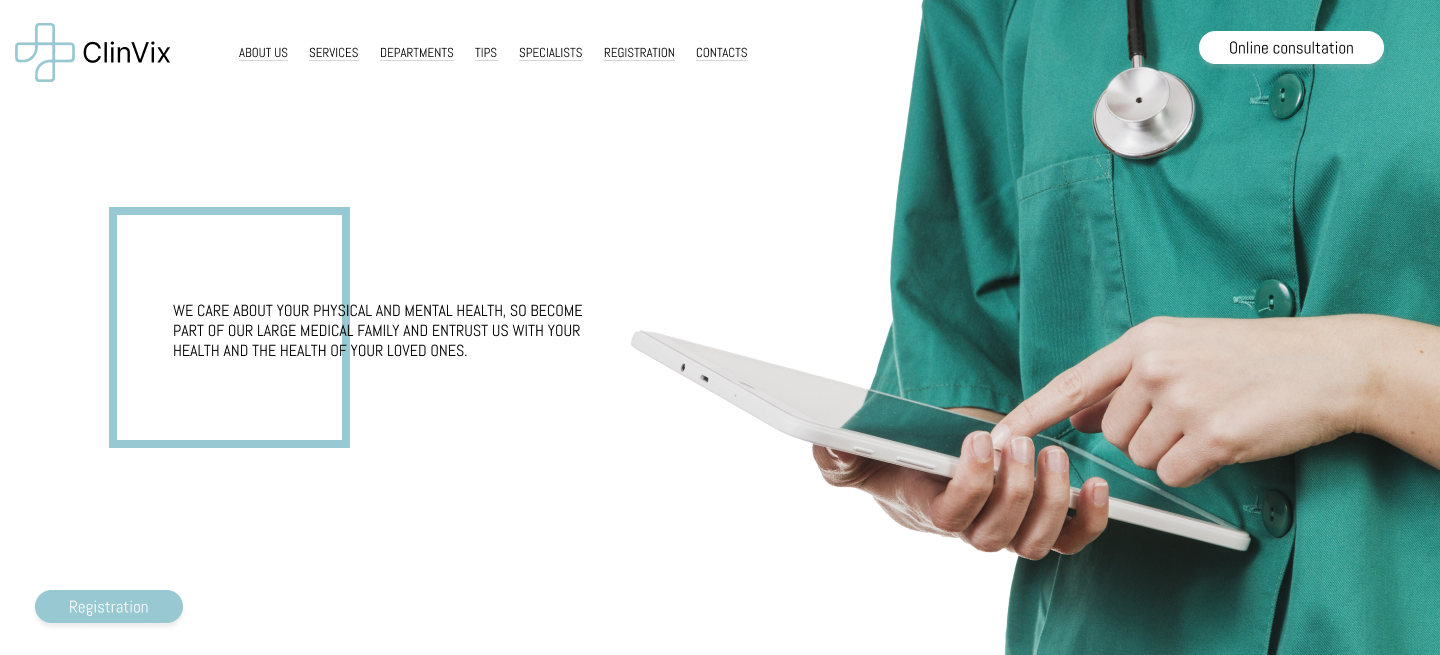 ClinVix
ABOUT US
SERVICES
DEPARTMENTS
TIPS
SPECIALISTS
REGISTRATION
CONTACTS
Online consultation
WE CARE ABOUT YOUR PHYSICAL AND MENTAL HEALTH, SO BECOME
PART OF OUR LARGE MEDICAL FAMILY AND ENTRUST US WITH YOUR
HEALTH AND THE HEALTH OF YOUR LOVED ONES.
Registration